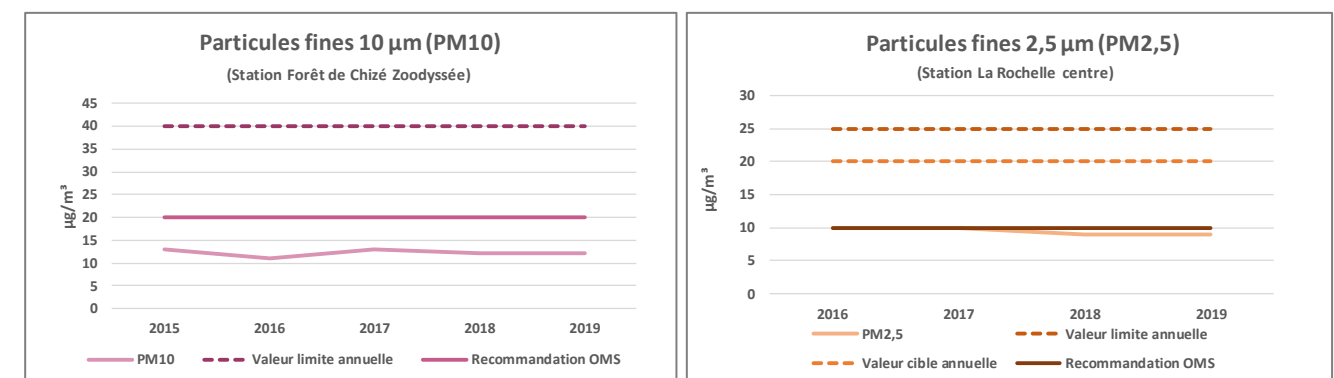 Particules fines 10 µm (PM10)
(Station Forêt de Chizé Zoodyssée)
45
40
35
30
25
20
15
10
5
0
µg/m³
2015 2016 2017 2018 2019
PM10 Valeur limite annuelle Recommandation OMS
Particules fines 2,5 µm (PM2,5)
(Station La Rochelle centre)
30
25
20
15
10
5
0
µg/m³
2016 2017 2018 2019
PM2,5 Valeur limite annuelle
Valeur cible annuelle Recommandation OMS